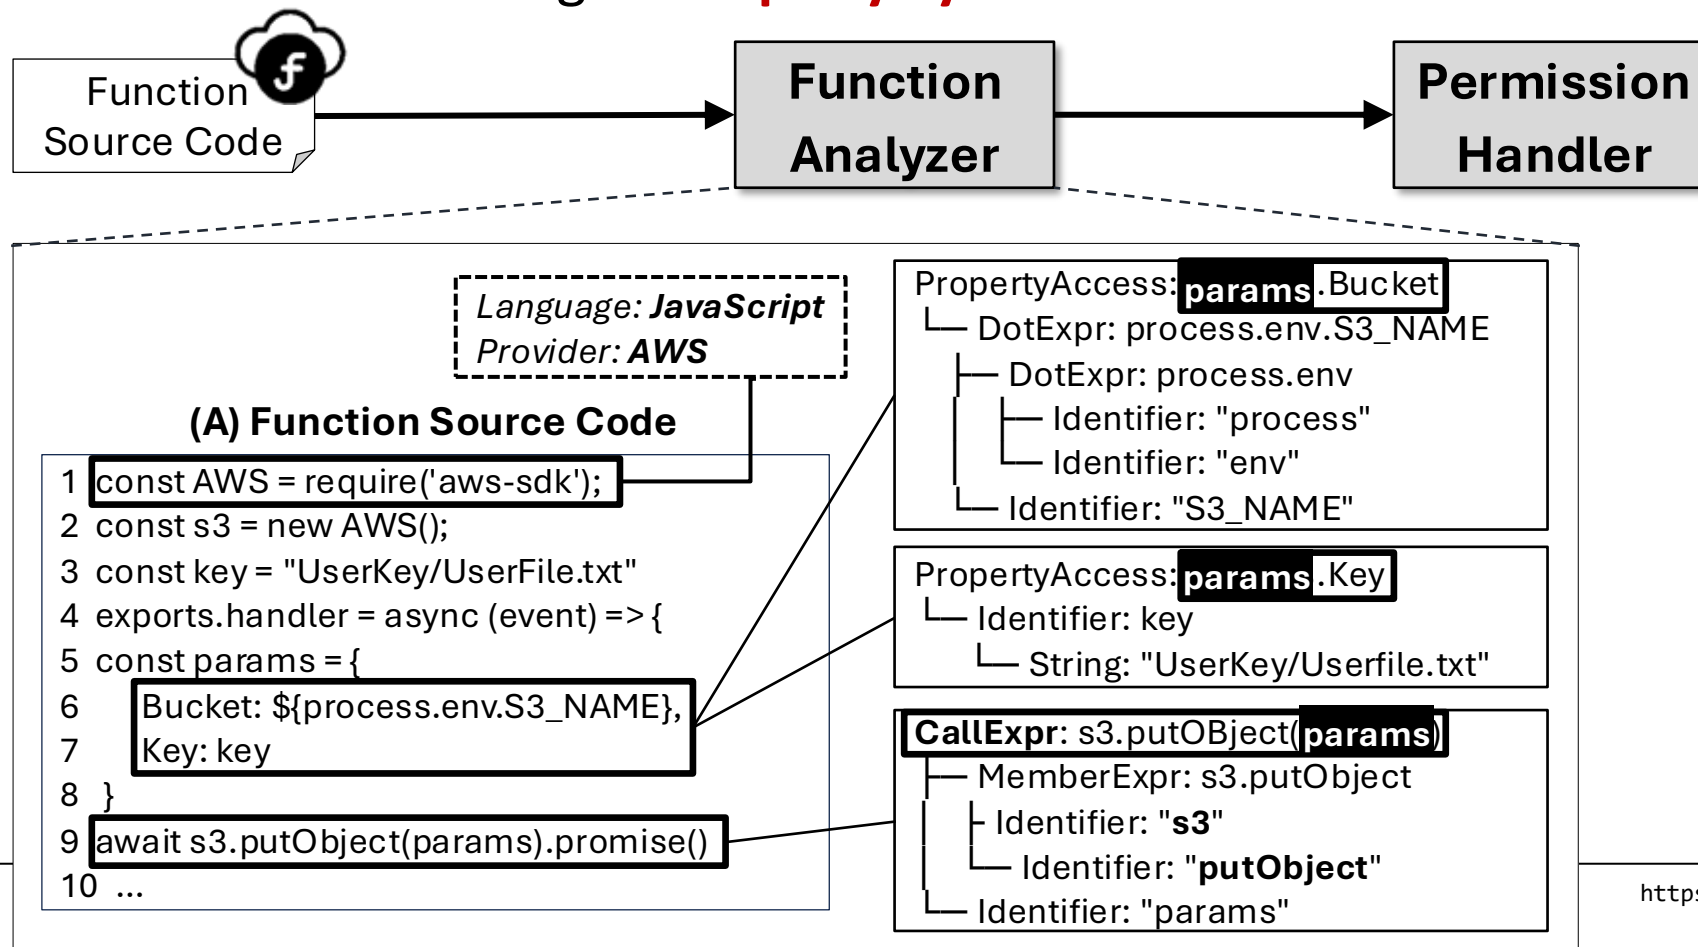 Function
Source Code
f
Function
Analyzer
Permission
Handler
Language: JavaScript
Provider: AWS
(A) Function Source Code
1 const AWS = require('aws-sdk');
2 const s3 = new AWS();
3 const key = "UserKey/UserFile.txt"
4 exports.handler = async (event) => {
5 const params = {
6 Bucket: ${process.env.S3_NAME},
7 Key: key
8 }
9 await s3.putObject(params).promise()
10 ...
PropertyAccess: params.Bucket
DotExpr: process.env.S3_NAME
DotExpr: process.env
Identifier: "process"
Identifier: "env"
Identifier: "S3_NAME"
PropertyAccess: params.Key
Identifier: key
String: "UserKey/Userfile.txt"
CallExpr: s3.putOBject(params)
MemberExpr: s3.putObject
Identifier: "s3"
Identifier: "putObject"
Identifier: "params"
https